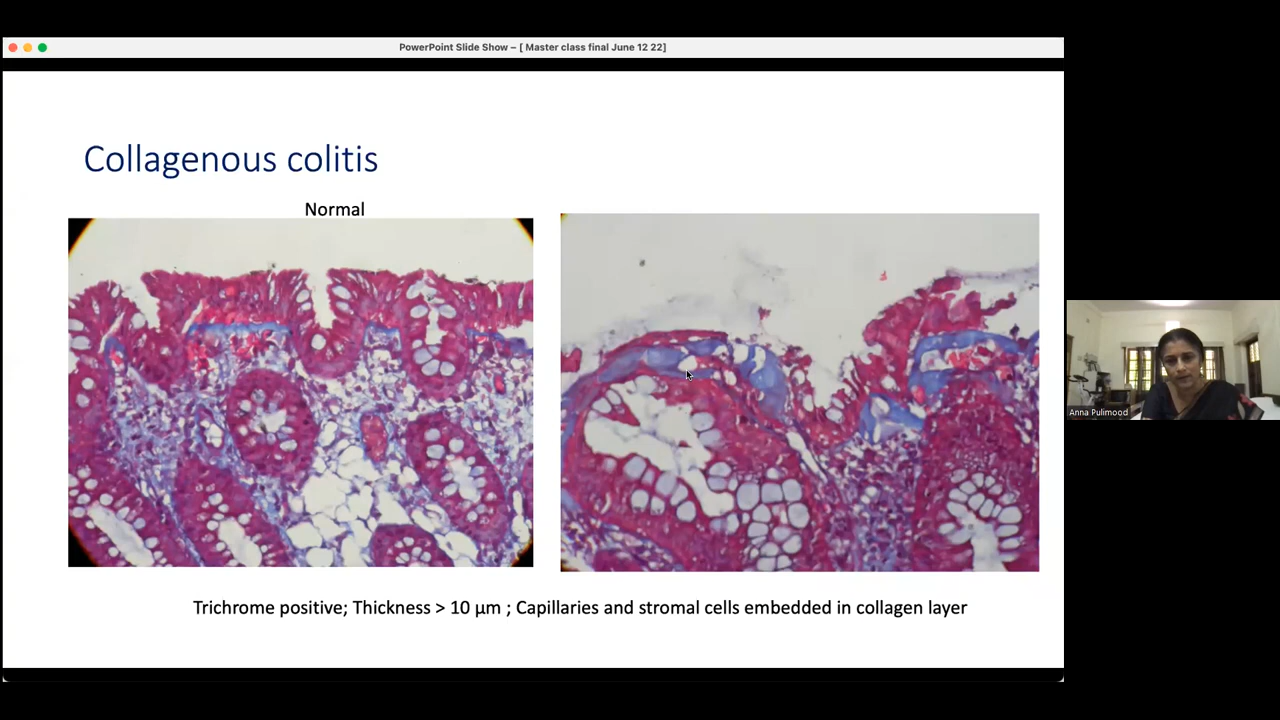 PowerPoint Slide Show – [ Master class final June 12 22]
Collagenous colitis
Normal
Trichrome positive; Thickness > 10 µm ; Capillaries and stromal cells embedded in collagen layer
Anna Pulimood